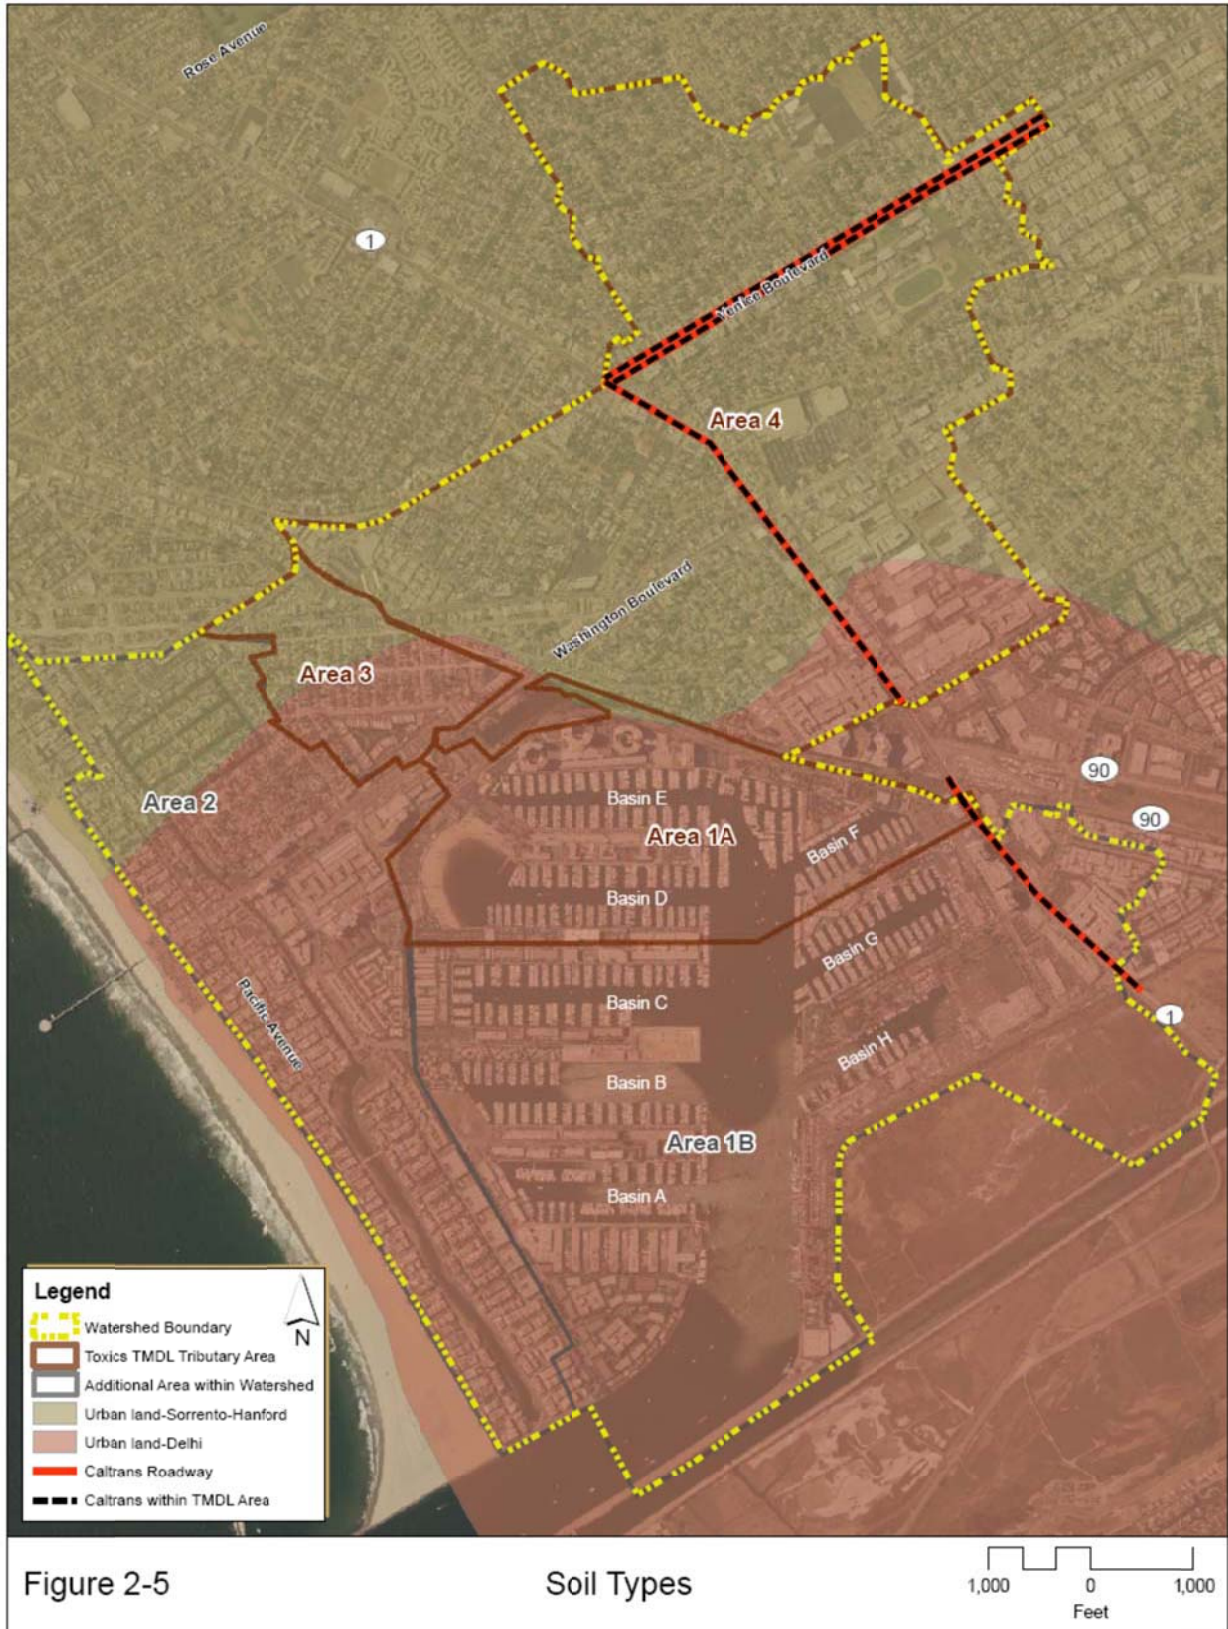 Rose Avenue
1
Venice Boulevard
Area 4
Washington Boulevard
Area 3
90
Area 2
Basin E
90
Area 1A
Basin F
Basin D
Basin G
Pacific Avenue
Basin C
1
Basin H
Basin B
Area 1B
Basin A
Legend
N
Watershed Boundary
Toxics TMDL Tributary Area
Additional Area within Watershed
Urban land-Sorrento-Hanford
Urban land-Delhi
Caltrans Roadway
Caltrans within TMDL Area
Figure 2-5
Soil Types
1,000 0 1,000
Feet